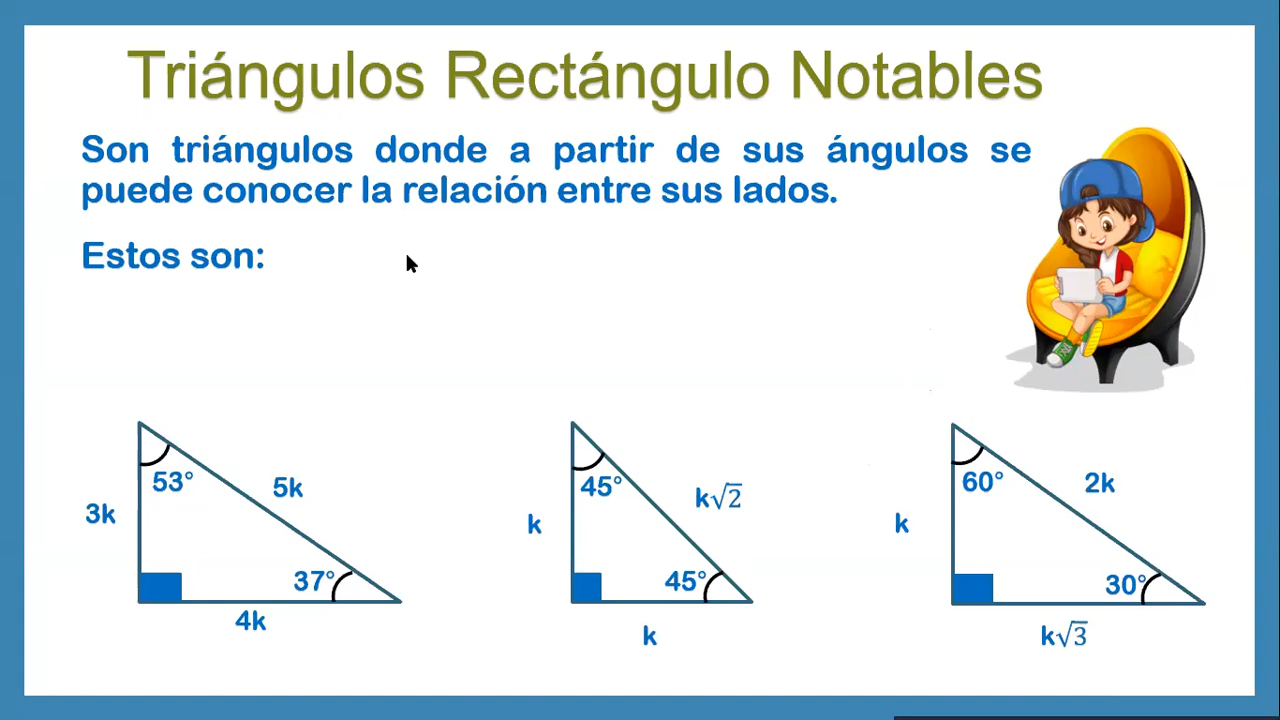 Triángulos Rectángulo Notables
Son triángulos donde a partir de sus ángulos se
puede conocer la relación entre sus lados.
Estos son:
53°
5k
3k
37°
4k
45°
k√2
k
45°
k
60°
2k
k
30°
k√3